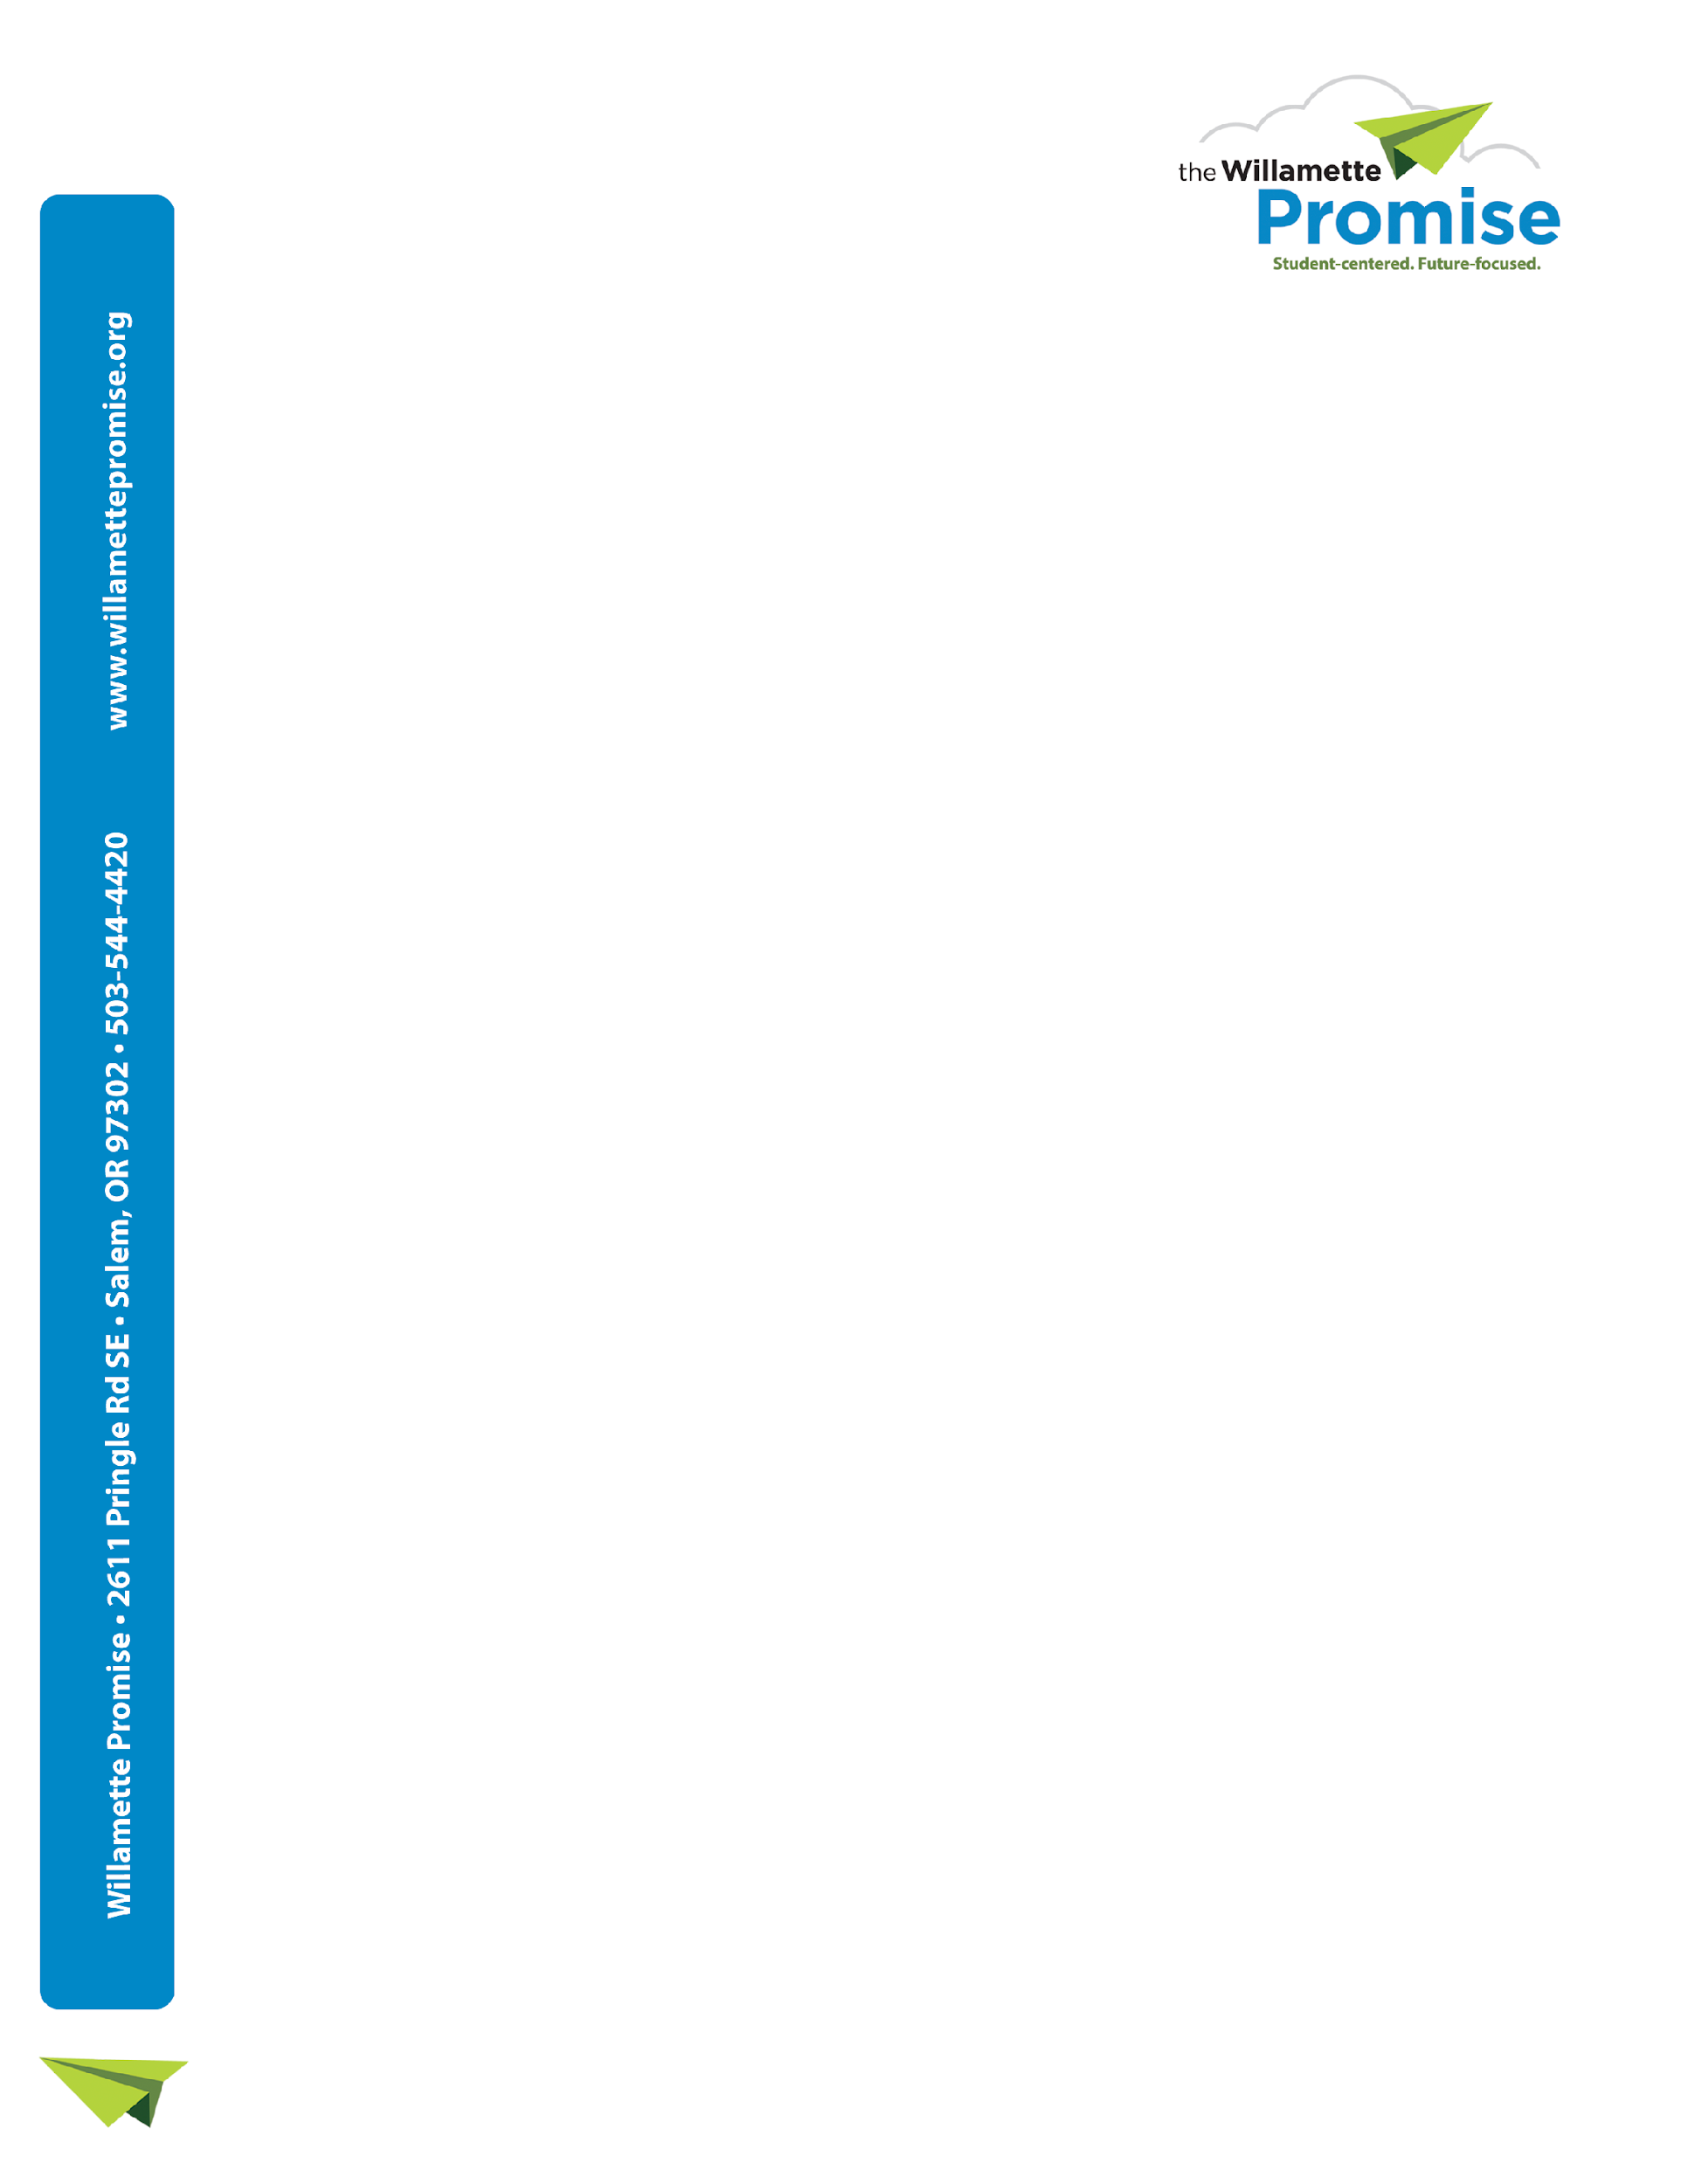 the Willamette
Promise
Student-centered. Future-focused.
Willamette Promise • 2611 Pringle Rd SE • Salem, OR 97302 • 503-544-4420 www.willamettepromise.org